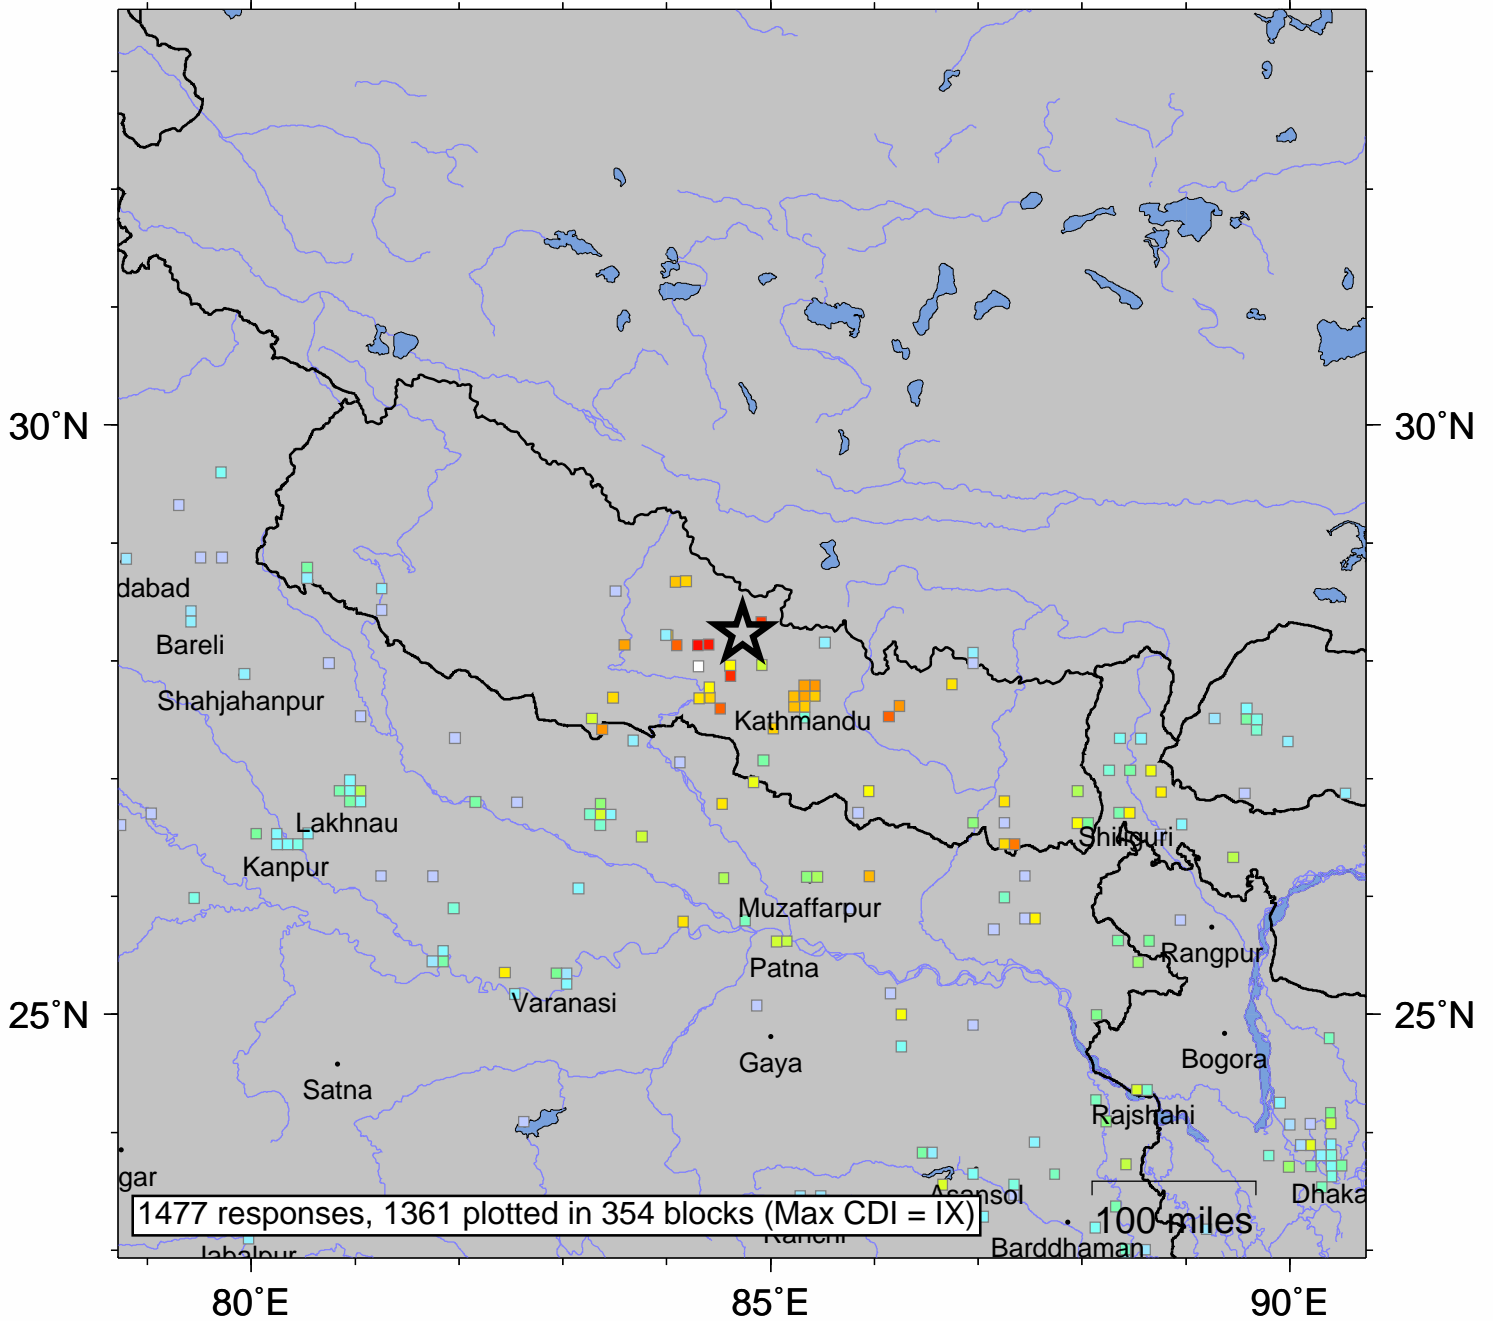 30˚N
30˚N
dabad
Bareli
Shahjahanpur
Kathmandu
Lakhnau
Shiliguri
Kanpur
Muzaffarpur
Rangpur
Patna
Varanasi
25˚N
25˚N
Gaya
Bogora
Satna
Rajshahi
gar
Asansol
Dhaka
1477 responses, 1361 plotted in 354 blocks (Max CDI = IX)
100 miles
Ranchi
Barddhaman
Jabalpur
80˚E
85˚E
90˚E